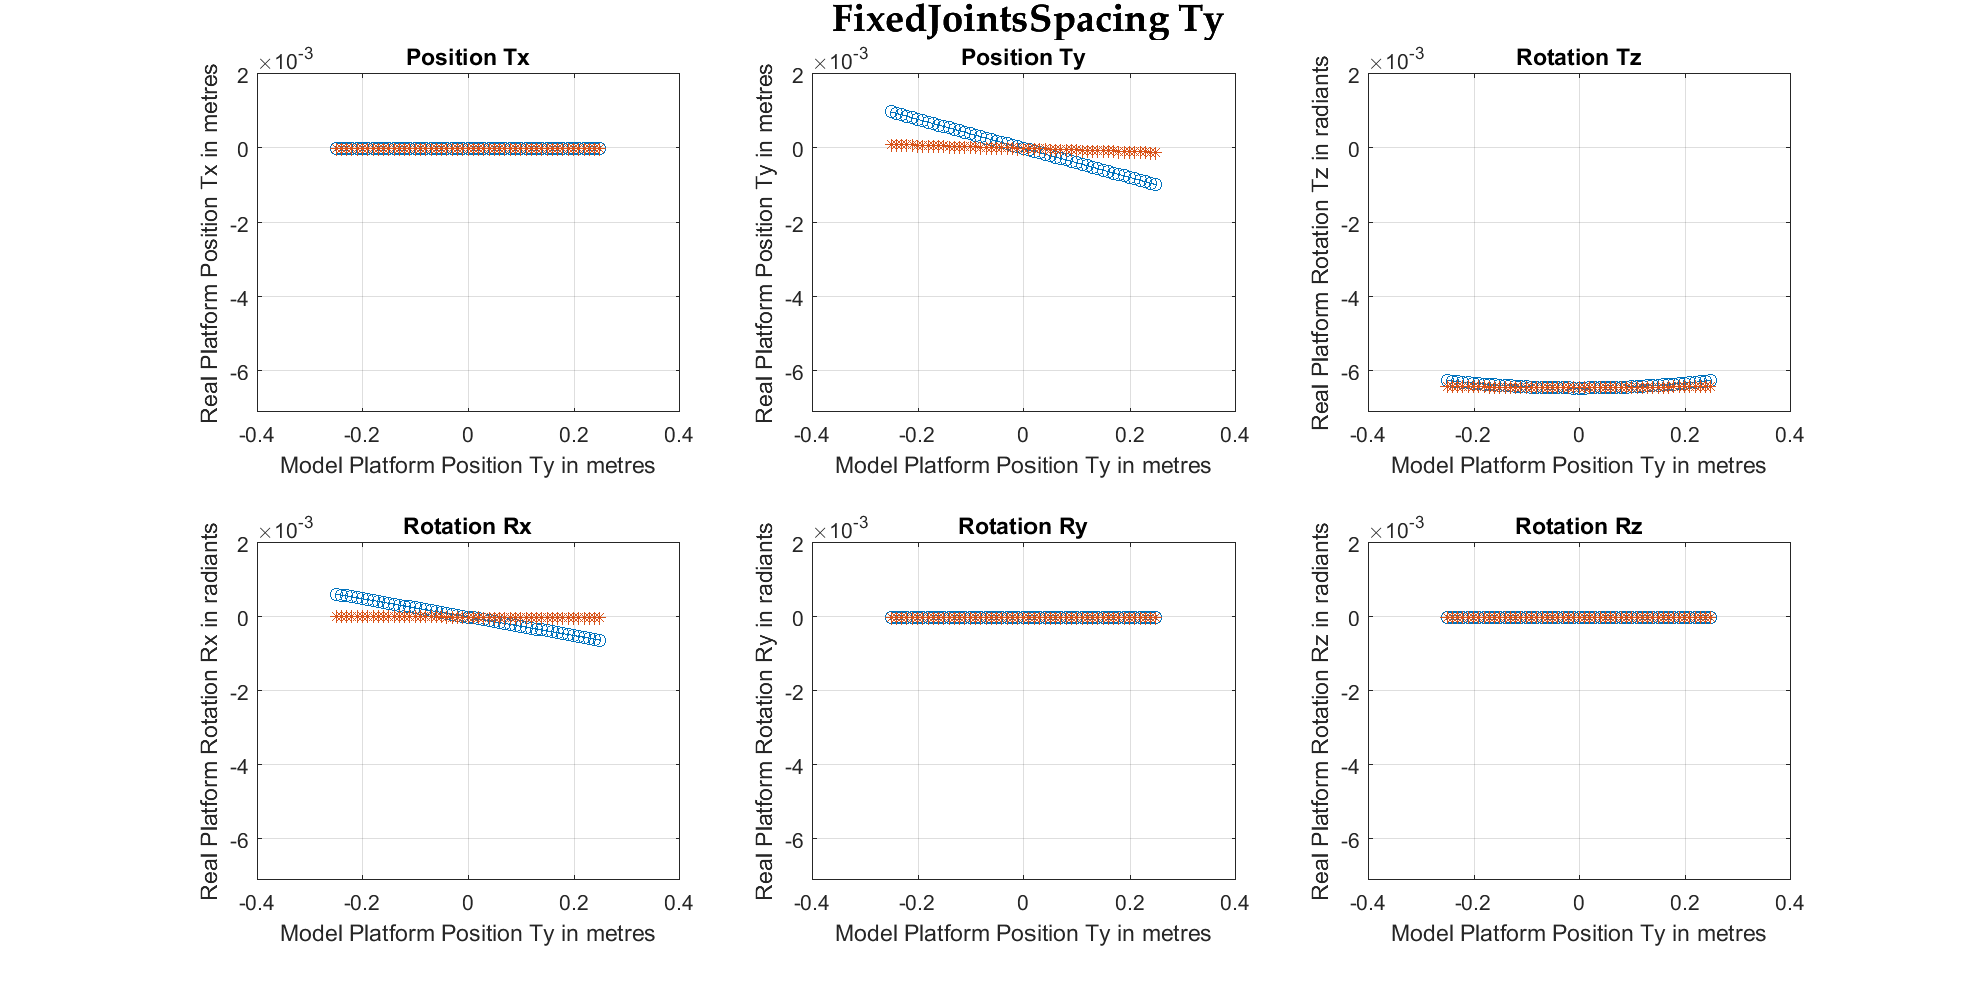 FixedJointsSpacing Ty
Position Tx
×10-3
Real Platform Position Tx in metres
2
0
-2
-4
-6
-0.4 -0.2 0 0.2 0.4
Model Platform Position Ty in metres
Position Ty
×10-3
Real Platform Position Ty in metres
2
0
-2
-4
-6
-0.4 -0.2 0 0.2 0.4
Model Platform Position Ty in metres
Rotation Tz
×10-3
Real Platform Rotation Tz in radiants
2
0
-2
-4
-6
-0.4 -0.2 0 0.2 0.4
Model Platform Position Ty in metres
Rotation Rx
×10-3
Real Platform Rotation Rx in radiants
2
0
-2
-4
-6
-0.4 -0.2 0 0.2 0.4
Model Platform Position Ty in metres
Rotation Ry
×10-3
Real Platform Rotation Ry in radiants
2
0
-2
-4
-6
-0.4 -0.2 0 0.2 0.4
Model Platform Position Ty in metres
Rotation Rz
×10-3
Real Platform Rotation Rz in radiants
2
0
-2
-4
-6
-0.4 -0.2 0 0.2 0.4
Model Platform Position Ty in metres